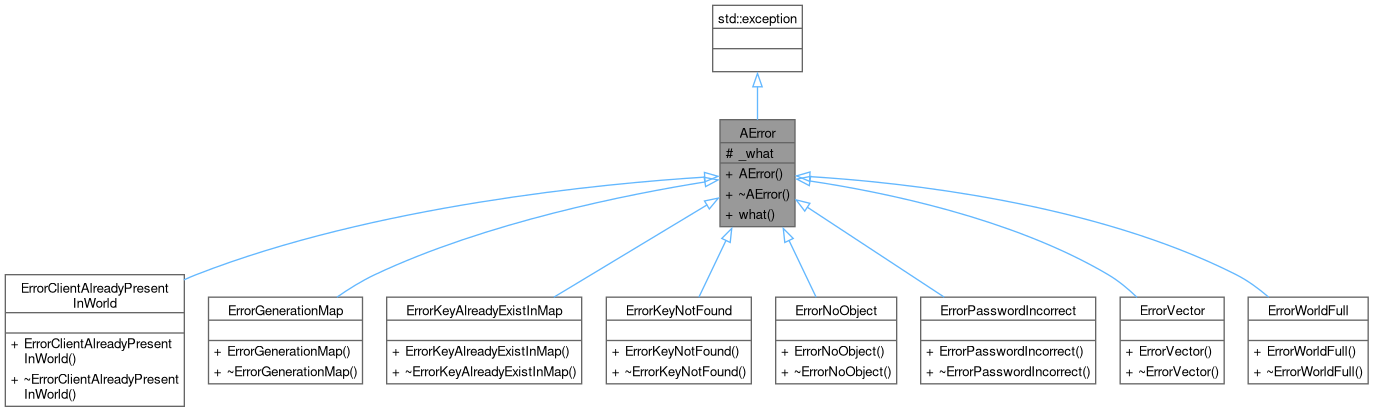 std::exception
AError
# _what
+ AError()
+ ~AError()
+ what()
ErrorClientAlreadyPresent
InWorld
+ ErrorClientAlreadyPresent
InWorld()
+ ~ErrorClientAlreadyPresent
InWorld()
ErrorGenerationMap
+ ErrorGenerationMap()
+ ~ErrorGenerationMap()
ErrorKeyAlreadyExistInMap
+ ErrorKeyAlreadyExistInMap()
+ ~ErrorKeyAlreadyExistInMap()
ErrorKeyNotFound
+ ErrorKeyNotFound()
+ ~ErrorKeyNotFound()
ErrorNoObject
+ ErrorNoObject()
+ ~ErrorNoObject()
ErrorPasswordIncorrect
+ ErrorPasswordIncorrect()
+ ~ErrorPasswordIncorrect()
ErrorVector
+ ErrorVector()
+ ~ErrorVector()
ErrorWorldFull
+ ErrorWorldFull()
+ ~ErrorWorldFull()